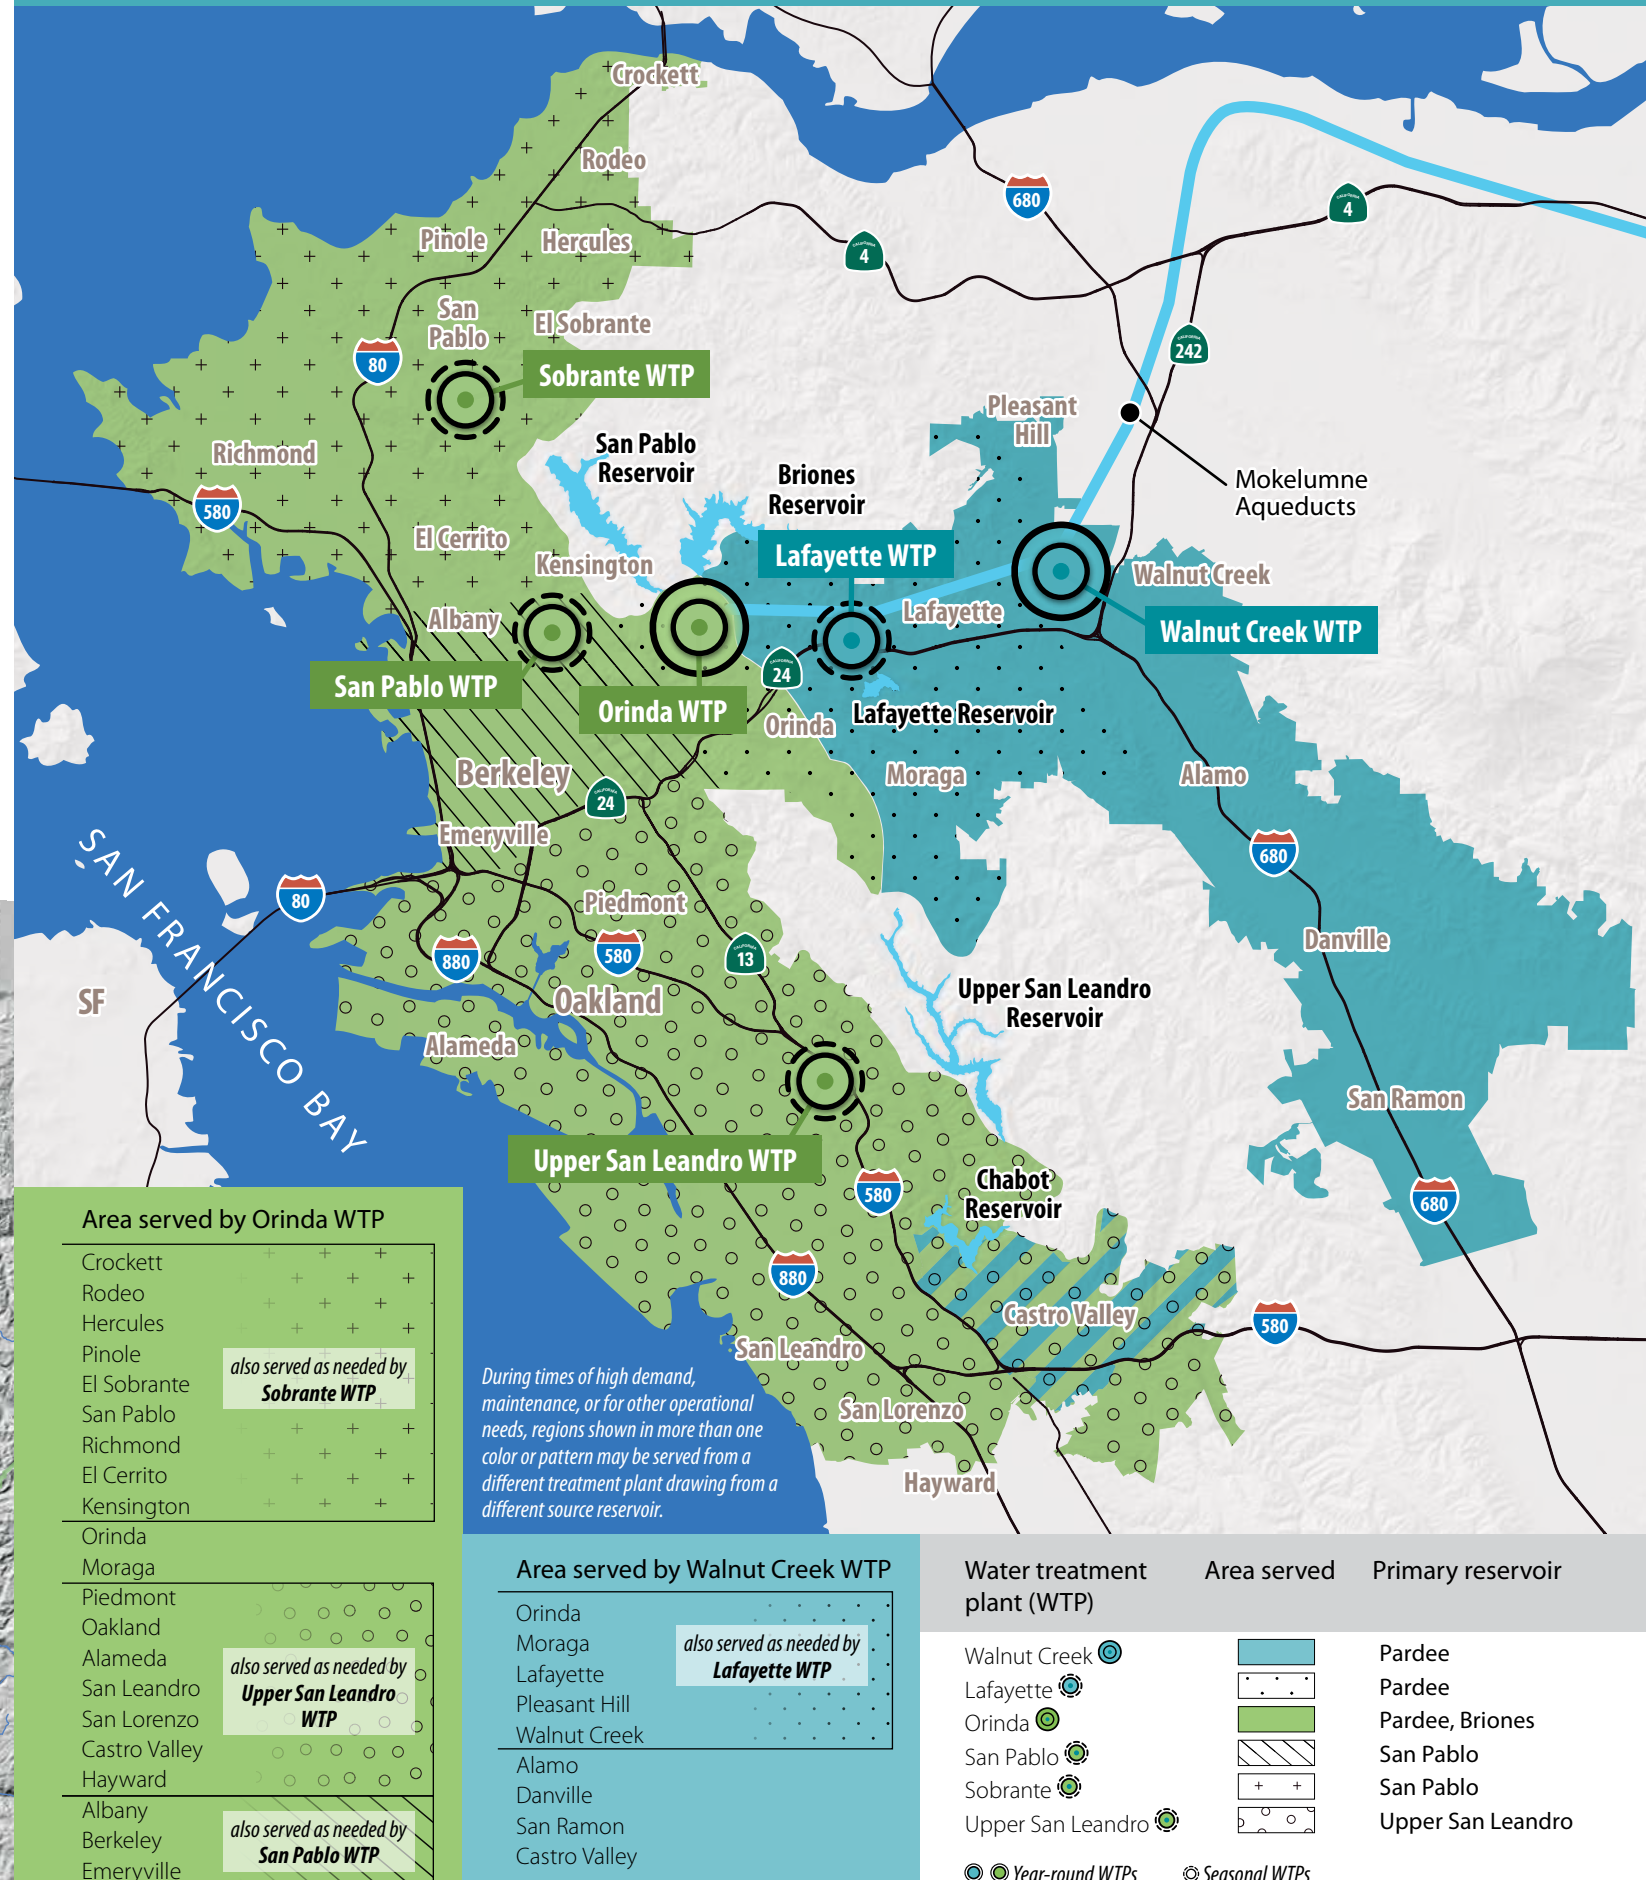 Crockett
Rodeo
Pinole
Hercules
680
CALIFORNIA
4
CALIFORNIA
4
San
Pablo
El Sobrante
80
CALIFORNIA
242
Sobrante WTP
Pleasant
Hill
Richmond
San Pablo
Reservoir
Briones
Reservoir
Mokelumne
Aqueducts
580
El Cerrito
Kensington
Lafayette WTP
Walnut Creek
Albany
Lafayette
Walnut Creek WTP
San Pablo WTP
CALIFORNIA
24
Orinda WTP
Orinda
Lafayette Reservoir
Berkeley
Moraga
Alamo
CALIFORNIA
24
Emeryville
680
SAN FRANCISCO BAY
80
Piedmont
880
580
CALIFORNIA
13
Danville
SF
Oakland
Upper San Leandro
Reservoir
Alameda
San Ramon
Upper San Leandro WTP
580
Chabot
Reservoir
680
880
Castro Valley
580
San Leandro
San Lorenzo
Hayward
During times of high demand,
maintenance, or for other operational
needs, regions shown in more than one
color or pattern may be served from a
different treatment plant drawing from a
different source reservoir.
Area served by Orinda WTP
Crockett
Rodeo
Hercules
Pinole
El Sobrante
San Pablo
Richmond
El Cerrito
Kensington
also served as needed by
Sobrante WTP
Orinda
Moraga
Piedmont
Oakland
Alameda
San Leandro
San Lorenzo
Castro Valley
Hayward
also served as needed by
Upper San Leandro
WTP
Albany
Berkeley
Emeryville
also served as needed by
San Pablo WTP
Area served by Walnut Creek WTP
Orinda
Moraga
Lafayette
Pleasant Hill
Walnut Creek
also served as needed by
Lafayette WTP
Alamo
Danville
San Ramon
Castro Valley
Water treatment
plant (WTP)
Area served
Primary reservoir
Walnut Creek
Pardee
Lafayette
Pardee
Orinda
Pardee, Briones
San Pablo
San Pablo
Sobrante
San Pablo
Upper San Leandro
Upper San Leandro
Year-round WTPs
Seasonal WTPs